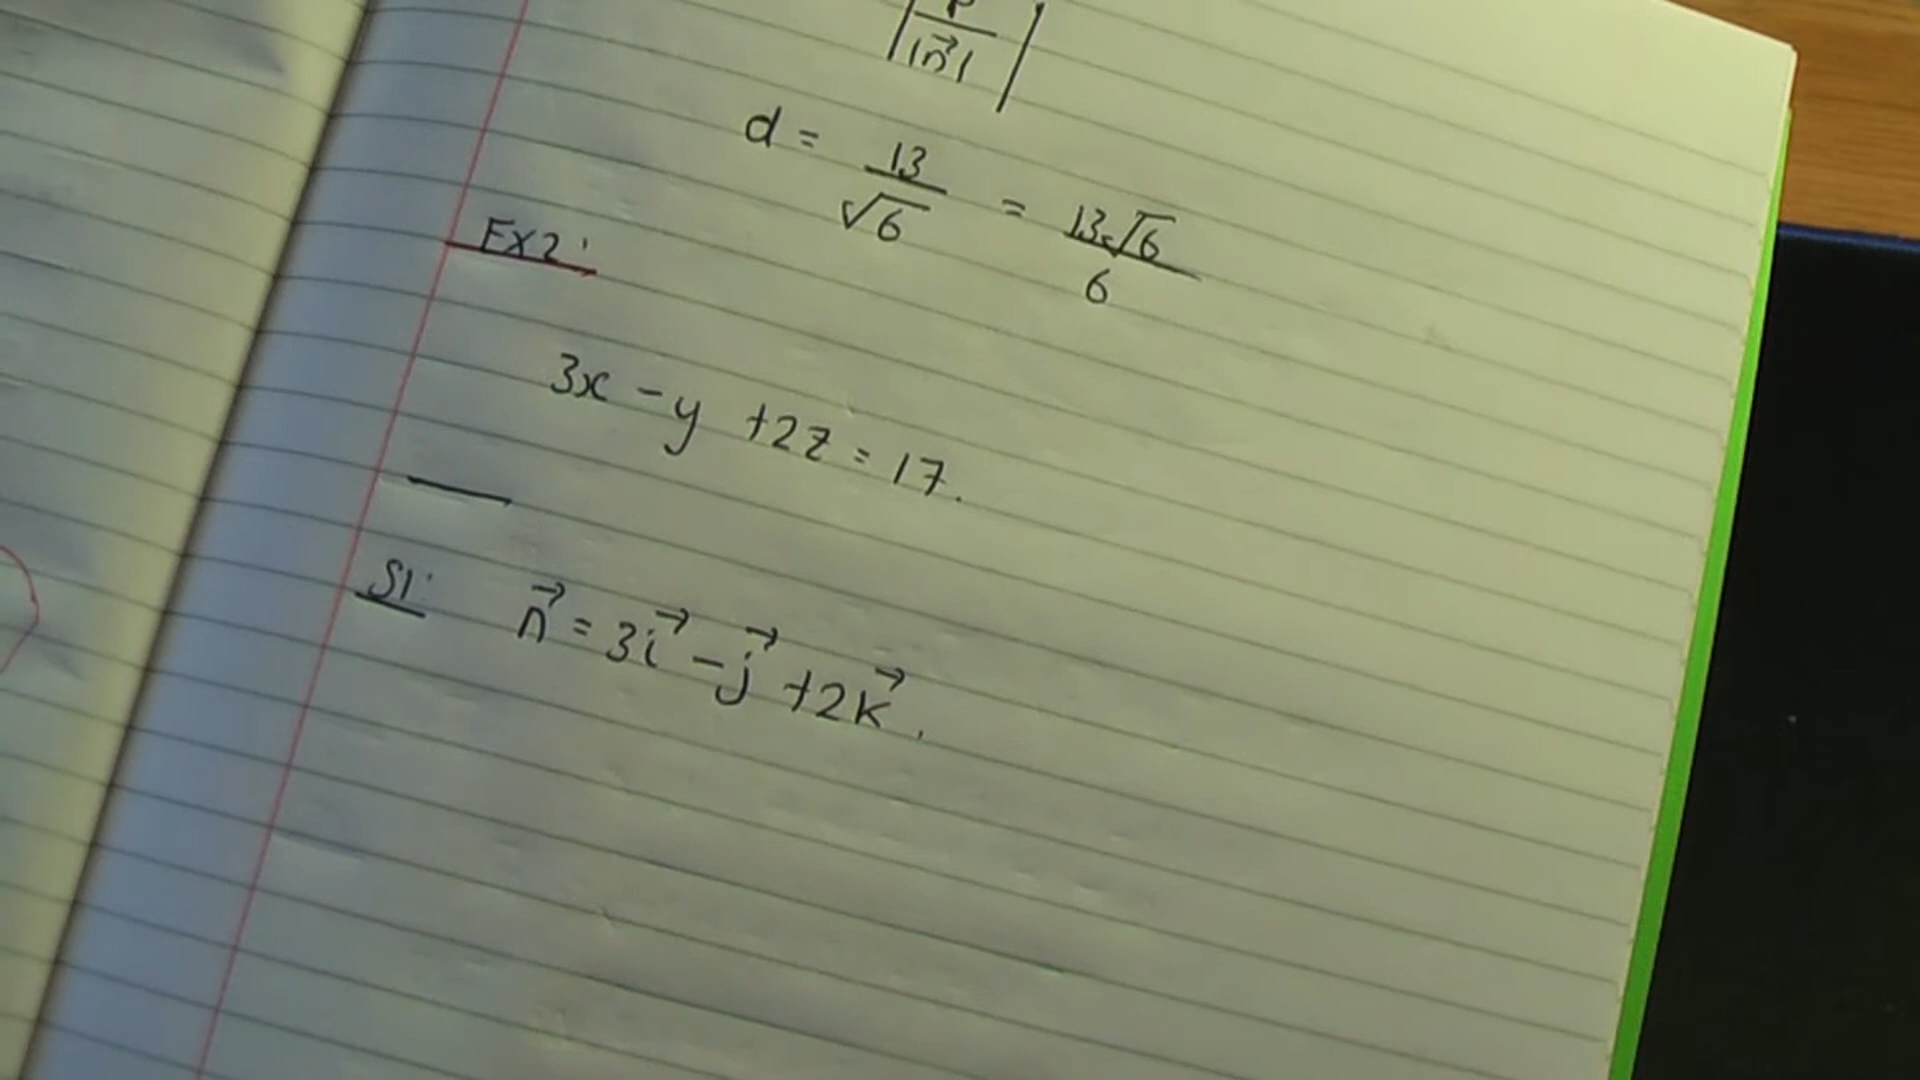 |P/|n⃗||
d = 13/√6 = 13√6/6
Ex2:
3x - y + 2z = 17.
S1: n⃗ = 3i⃗ - j⃗ + 2k⃗.